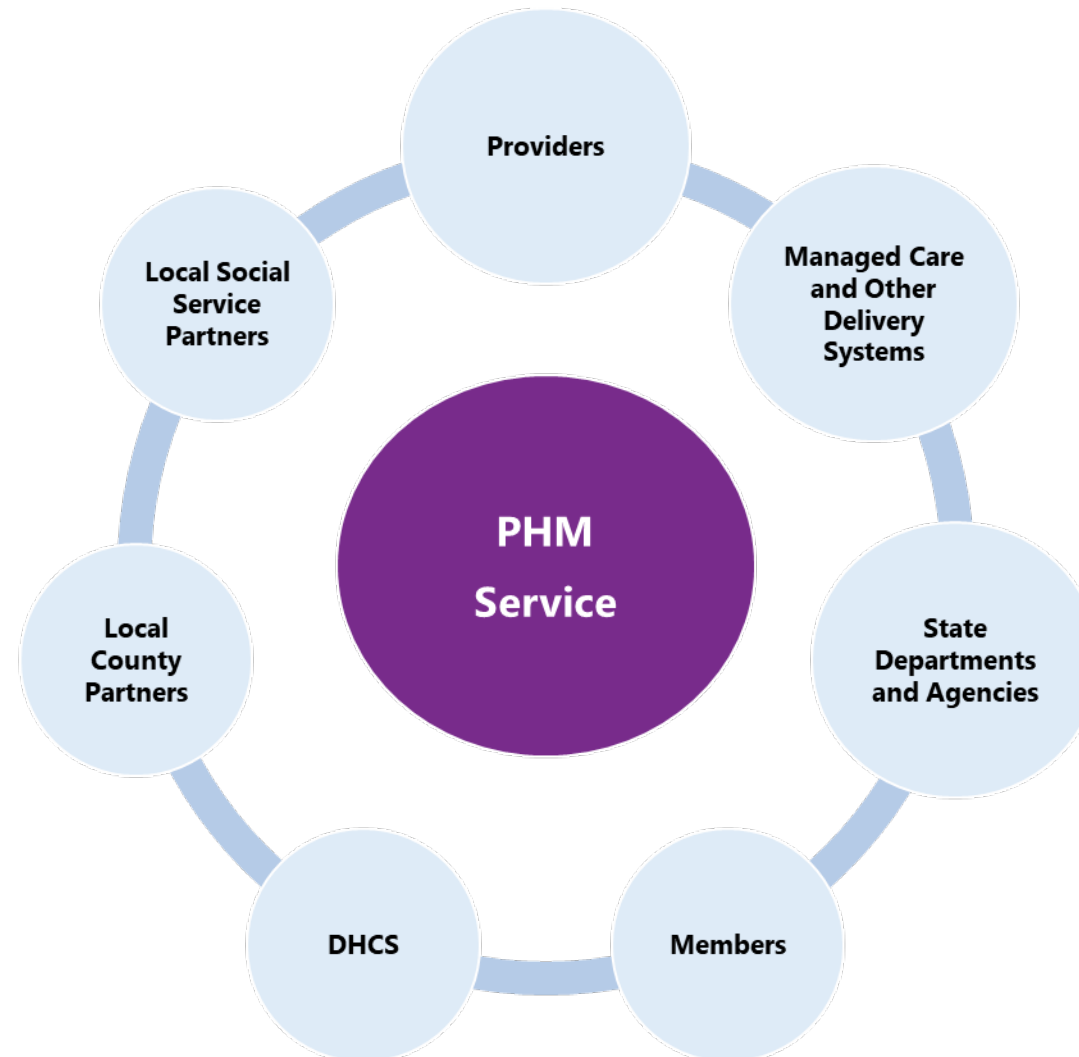 Providers
Managed Care
and Other
Delivery
Systems
State
Departments
and Agencies
Members
DHCS
Local
County
Partners
Local Social
Service
Partners
PHM
Service